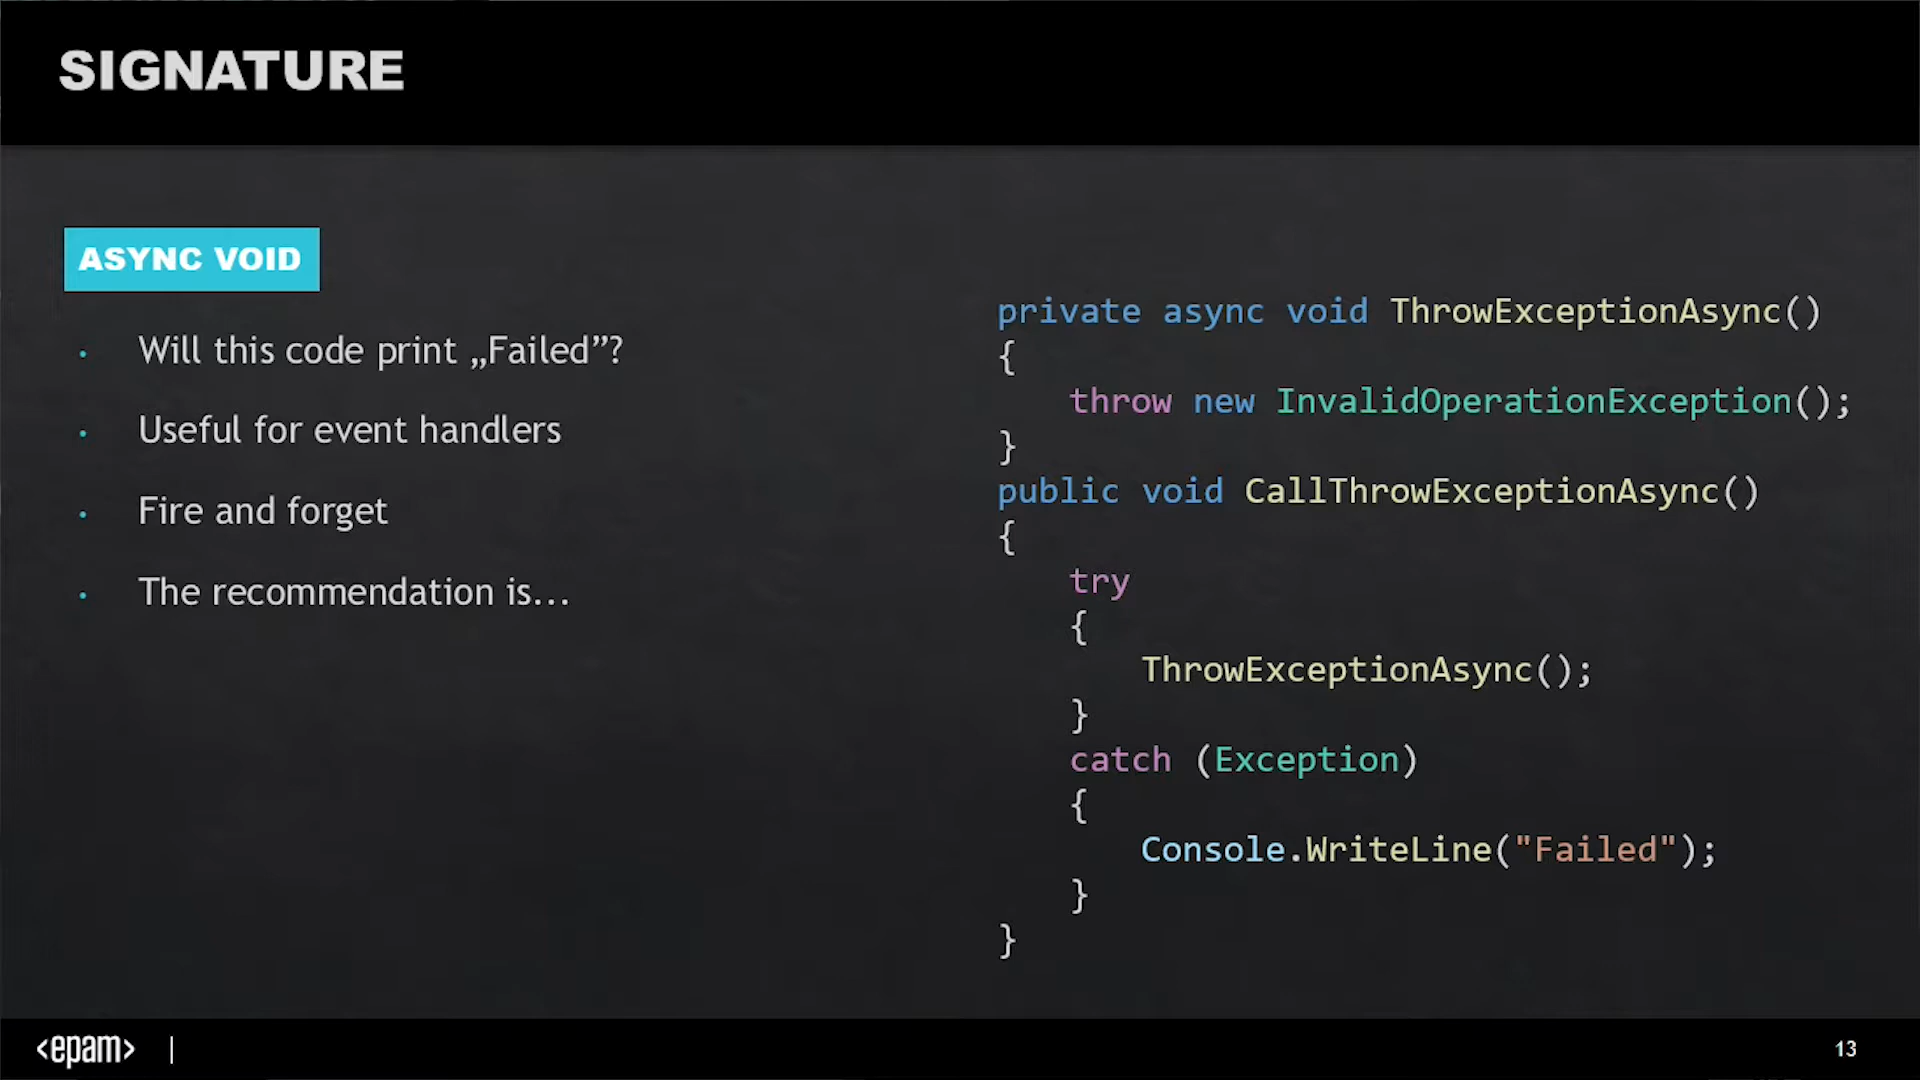 SIGNATURE
ASYNC VOID
· Will this code print „Failed”?
· Useful for event handlers
· Fire and forget
· The recommendation is...
private async void ThrowExceptionAsync()
{
throw new InvalidOperationException();
}
public void CallThrowExceptionAsync()
{
try
{
ThrowExceptionAsync();
}
catch (Exception)
{
Console.WriteLine("Failed");
}
}
<epam> |
13